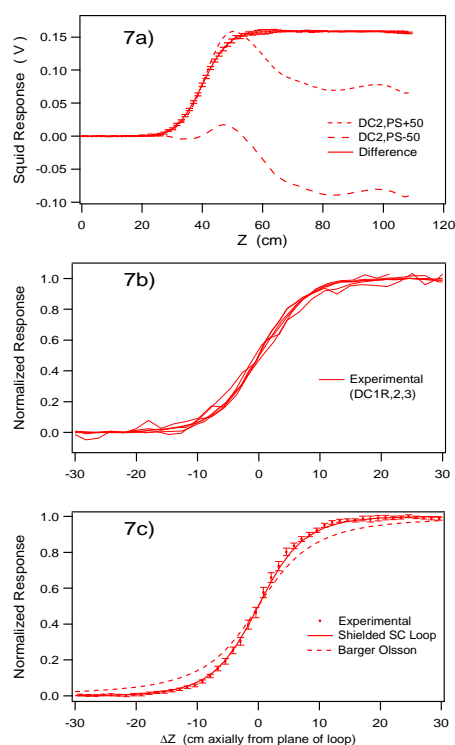 7a)
Squid Response ( V )
0.15
0.10
0.05
0.00
-0.05
-0.10
DC2,PS+50
DC2,PS-50
Difference
0 20 40 60 80 100 120
Z (cm)
7b)
Normalized Response
1.0
0.8
0.6
0.4
0.2
0.0
Experimental
(DC1R,2,3)
-30 -20 -10 0 10 20 30
7c)
Normalized Response
1.0
0.8
0.6
0.4
0.2
0.0
Experimental
Shielded SC Loop
Barger Olsson
-30 -20 -10 0 10 20 30
ΔZ (cm axially from plane of loop)